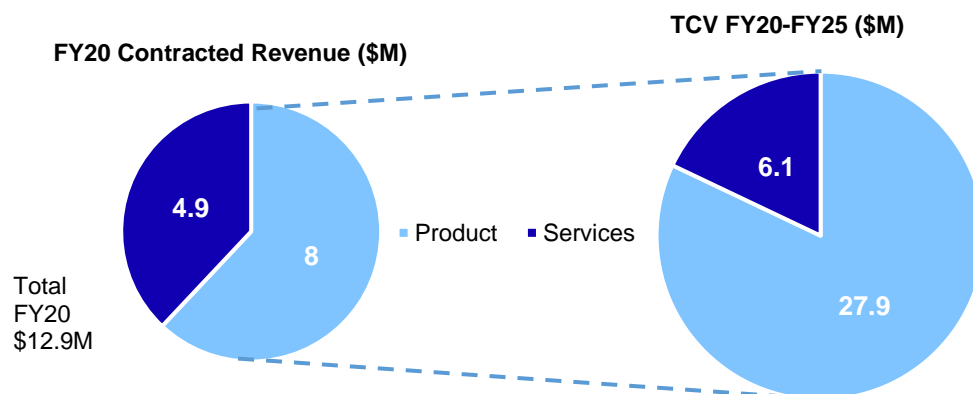 TCV FY20-FY25 ($M)
FY20 Contracted Revenue ($M)
4.9
8
Product
Services
6.1
27.9
Total
FY20
$12.9M